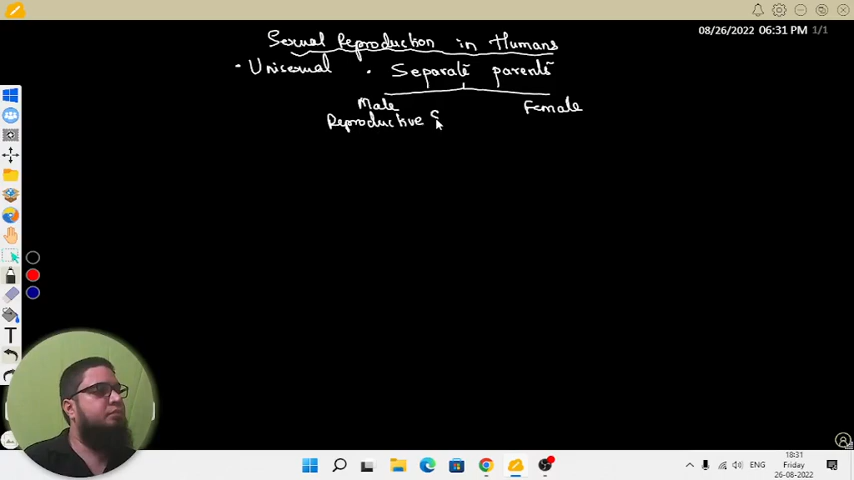 08/26/2022 06:31 PM 1/1
Sexual Reproduction in Humans
• Unisexual • Separate parents
Male Female
Reproductive S
T
ENG
18:31
Friday
26-08-2022